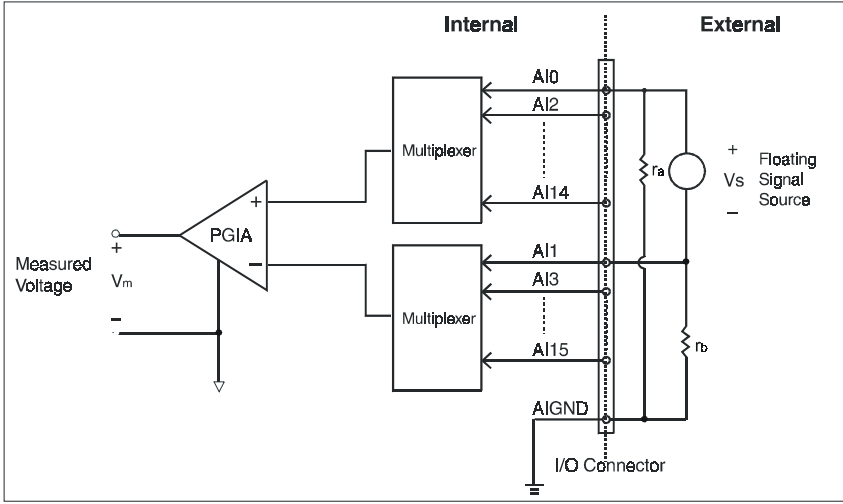 Internal
External
AI0
AI2
AI14
Multiplexer
ra
+
Vs
−
Floating
Signal
Source
+
PGIA
−
Measured
Voltage
+
Vm
−
AI1
AI3
AI15
Multiplexer
rb
AIGND
I/O Connector